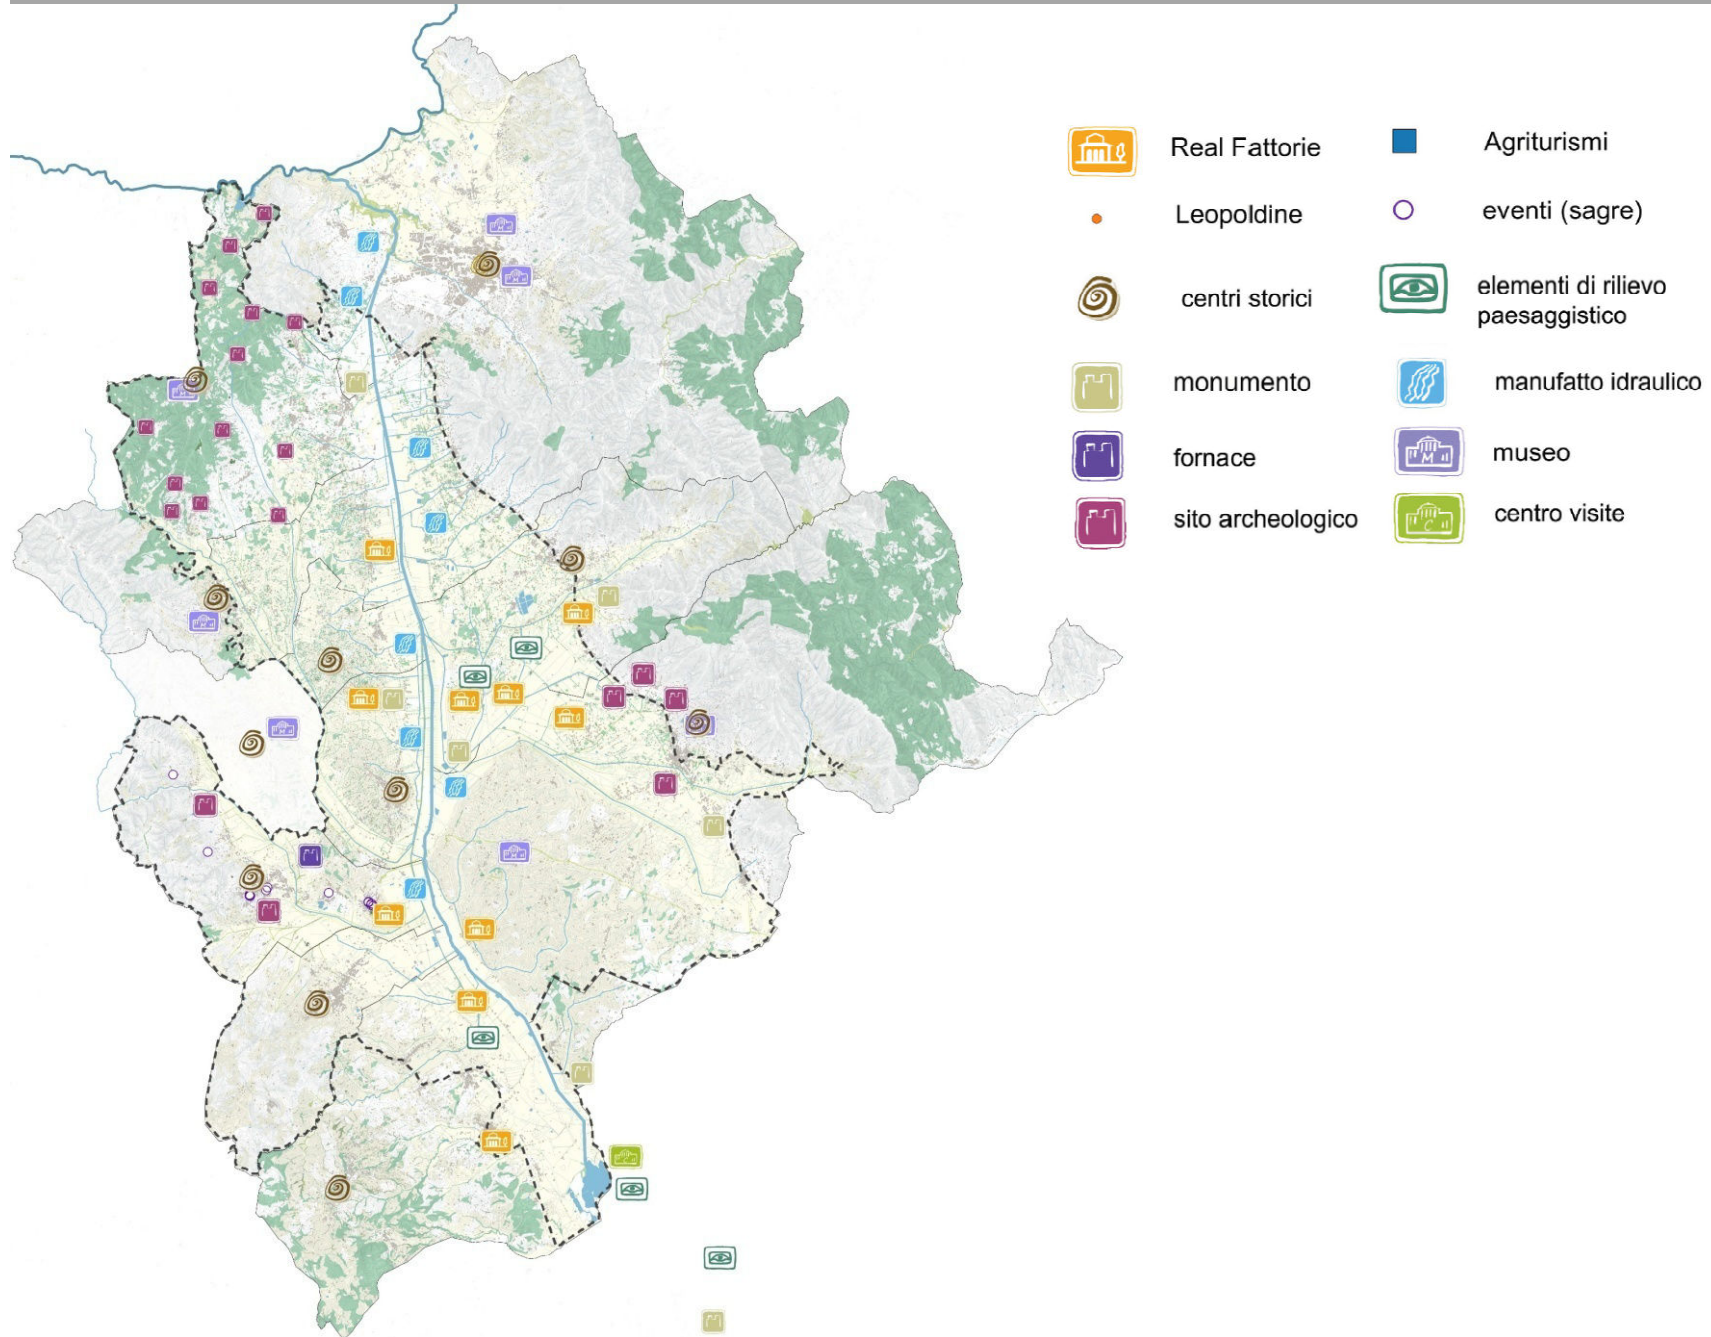 Real Fattorie
Agriturismi
Leopoldine
eventi (sagre)
centri storici
elementi di rilievo
paesaggistico
monumento
manufatto idraulico
fornace
museo
sito archeologico
centro visite